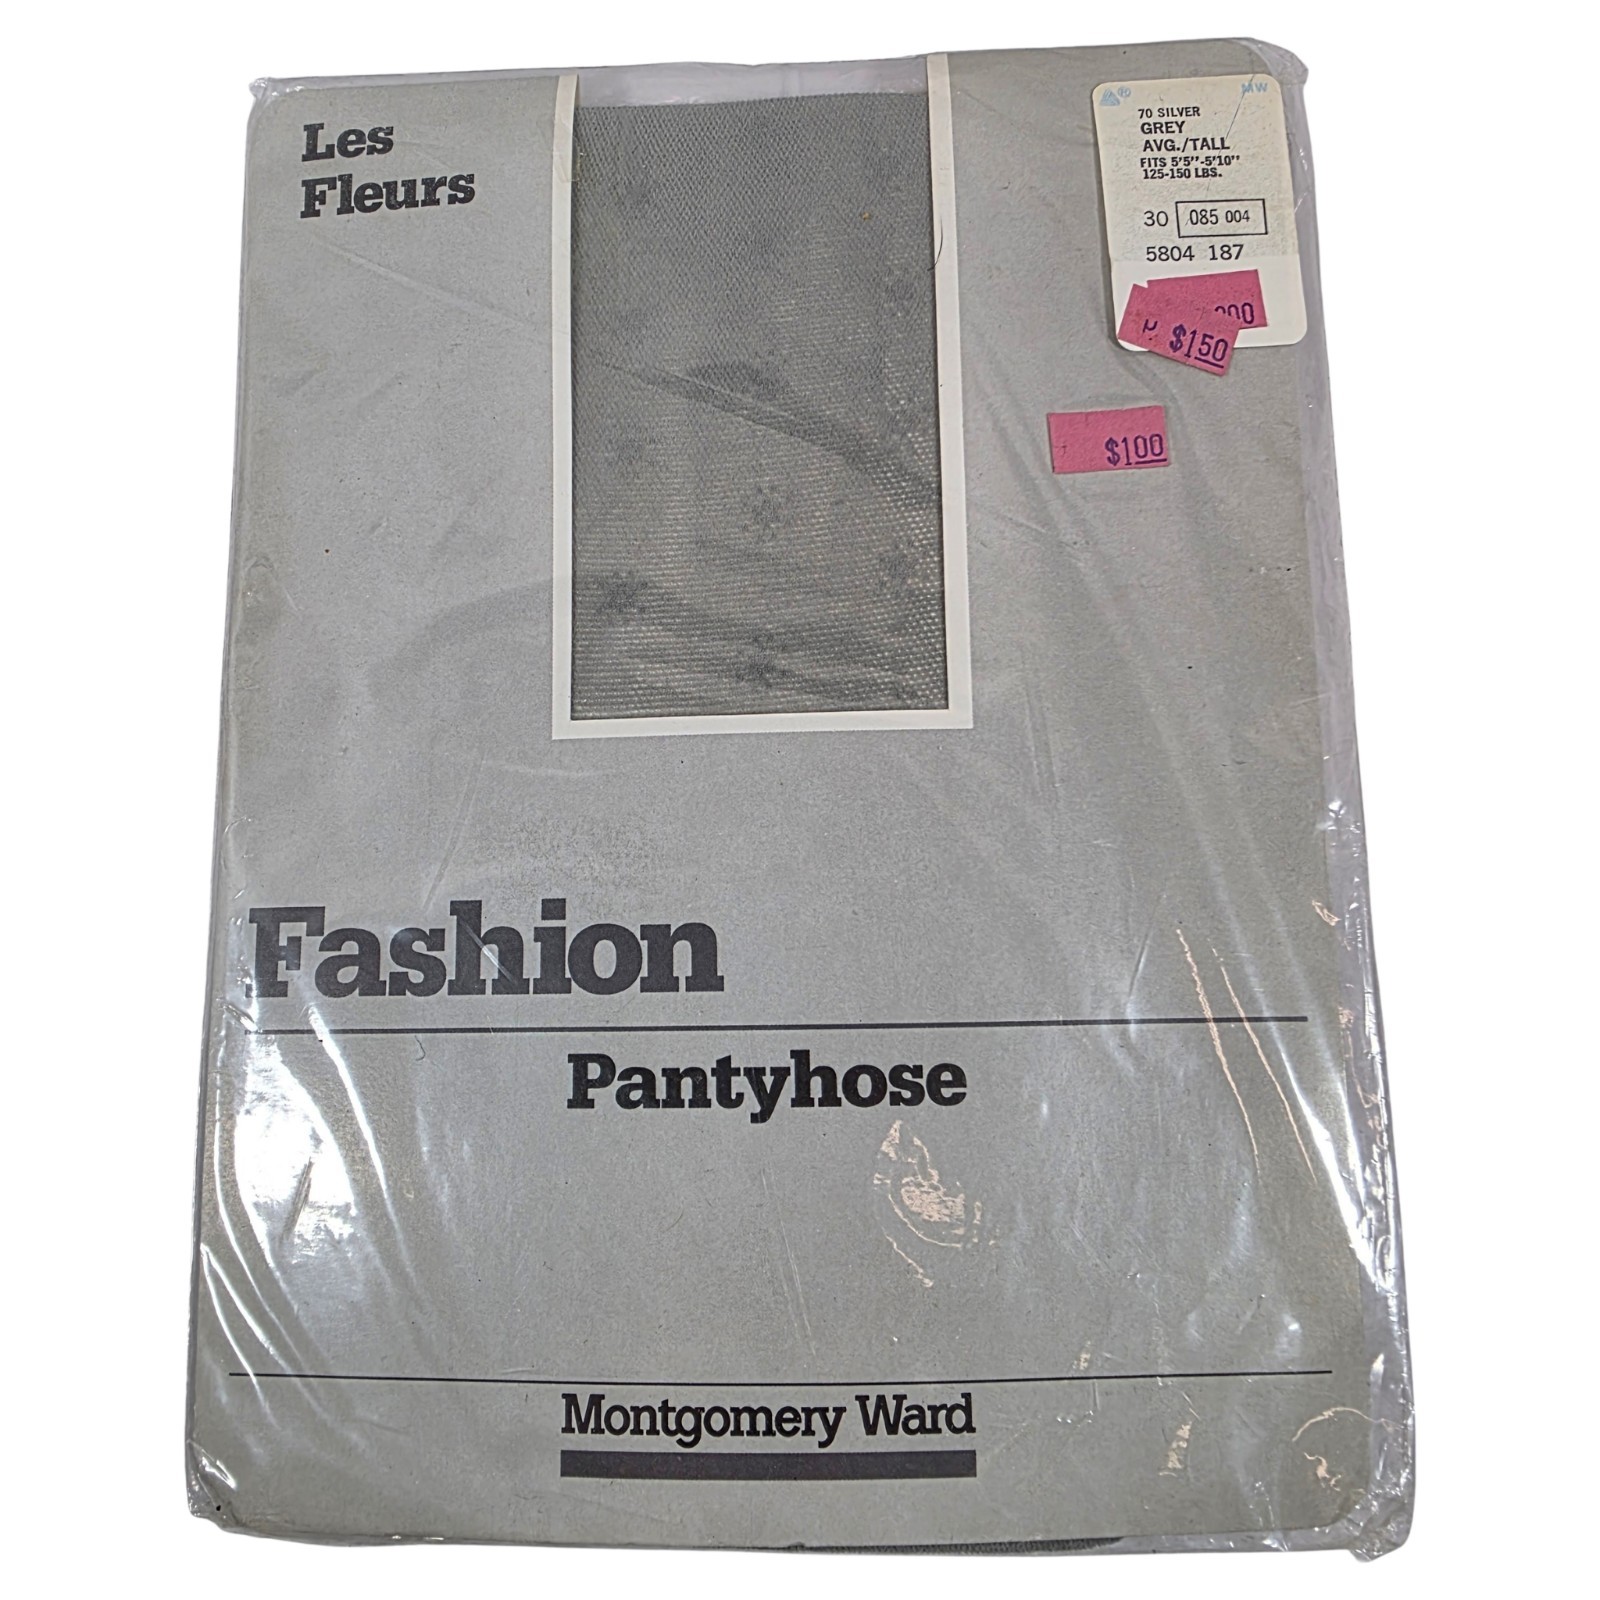 Les
Fleurs
MW
70 SILVER
GREY
AVG./TALL
FITS 5'5"-5'10"
125-150 LBS.
30 085 004
5804 187
$150
$100
Fashion
Pantyhose
Montgomery Ward